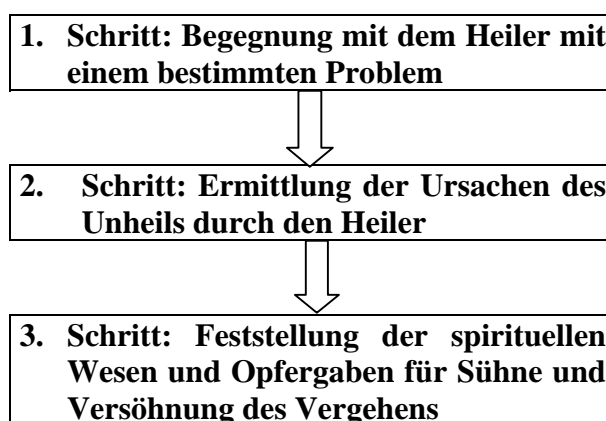 1. Schritt: Begegnung mit dem Heiler mit
einem bestimmten Problem
2. Schritt: Ermittlung der Ursachen des
Unheils durch den Heiler
3. Schritt: Feststellung der spirituellen
Wesen und Opfergaben für Sühne und
Versöhnung des Vergehens